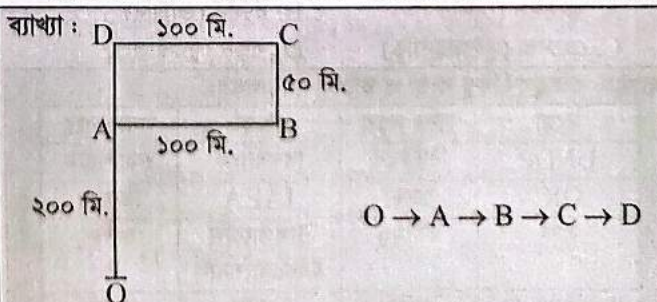 ব্যাখ্যা : D ১০০ মি. C
৫০ মি.
A ১০০ মি. B
২০০ মি.
O → A → B → C → D
O